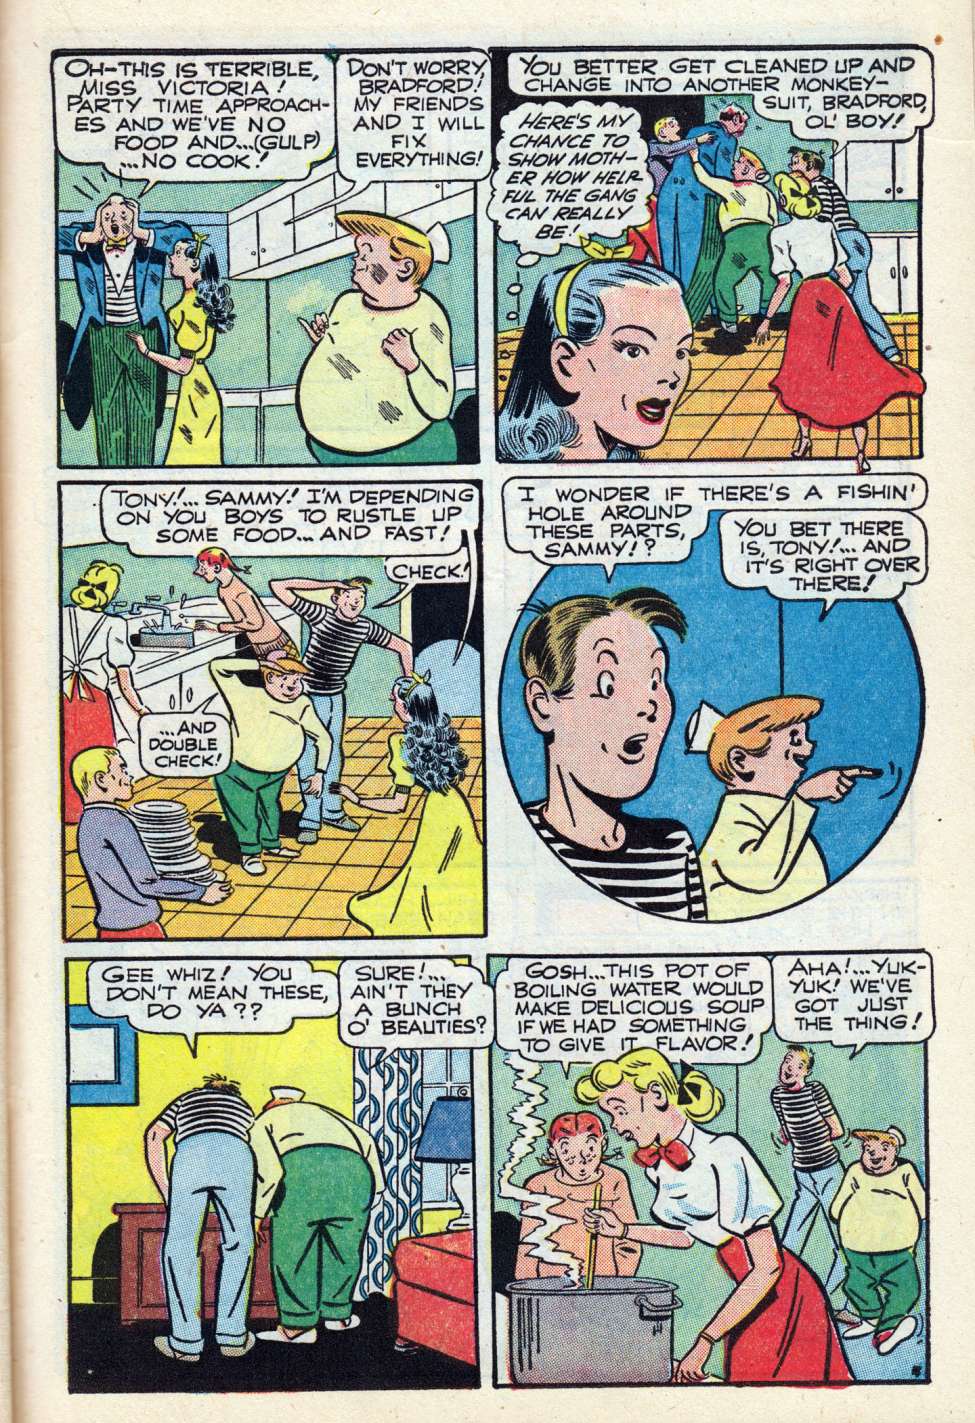 OH-THIS IS TERRIBLE,
MISS VICTORIA!
PARTY TIME APPROACH-
ES AND WE'VE NO
FOOD AND...(GULP)
...NO COOK!
DON'T WORRY,
BRADFORD!
MY FRIENDS
AND I WILL
FIX
EVERYTHING!
YOU BETTER GET CLEANED UP AND
CHANGE INTO ANOTHER MONKEY-
SUIT, BRADFORD,
OL' BOY!
HERE'S MY
CHANCE TO
SHOW MOTH-
ER HOW HELP-
FUL THE GANG
CAN REALLY
BE!
TONY!... SAMMY! I'M DEPENDING
ON YOU BOYS TO RUSTLE UP
SOME FOOD... AND FAST!
CHECK!
...AND
DOUBLE
CHECK!
I WONDER IF THERE'S A FISHIN'
HOLE AROUND
THESE PARTS,
SAMMY!?
YOU BET THERE
IS, TONY!... AND
IT'S RIGHT OVER
THERE!
GEE WHIZ! YOU
DON'T MEAN THESE,
DO YA??
SURE!...
AIN'T THEY
A BUNCH
O' BEAUTIES?
GOSH...THIS POT OF
BOILING WATER WOULD
MAKE DELICIOUS SOUP
IF WE HAD SOMETHING
TO GIVE IT FLAVOR!
AHA!...YUK-
YUK! WE'VE
GOT JUST
THE THING!